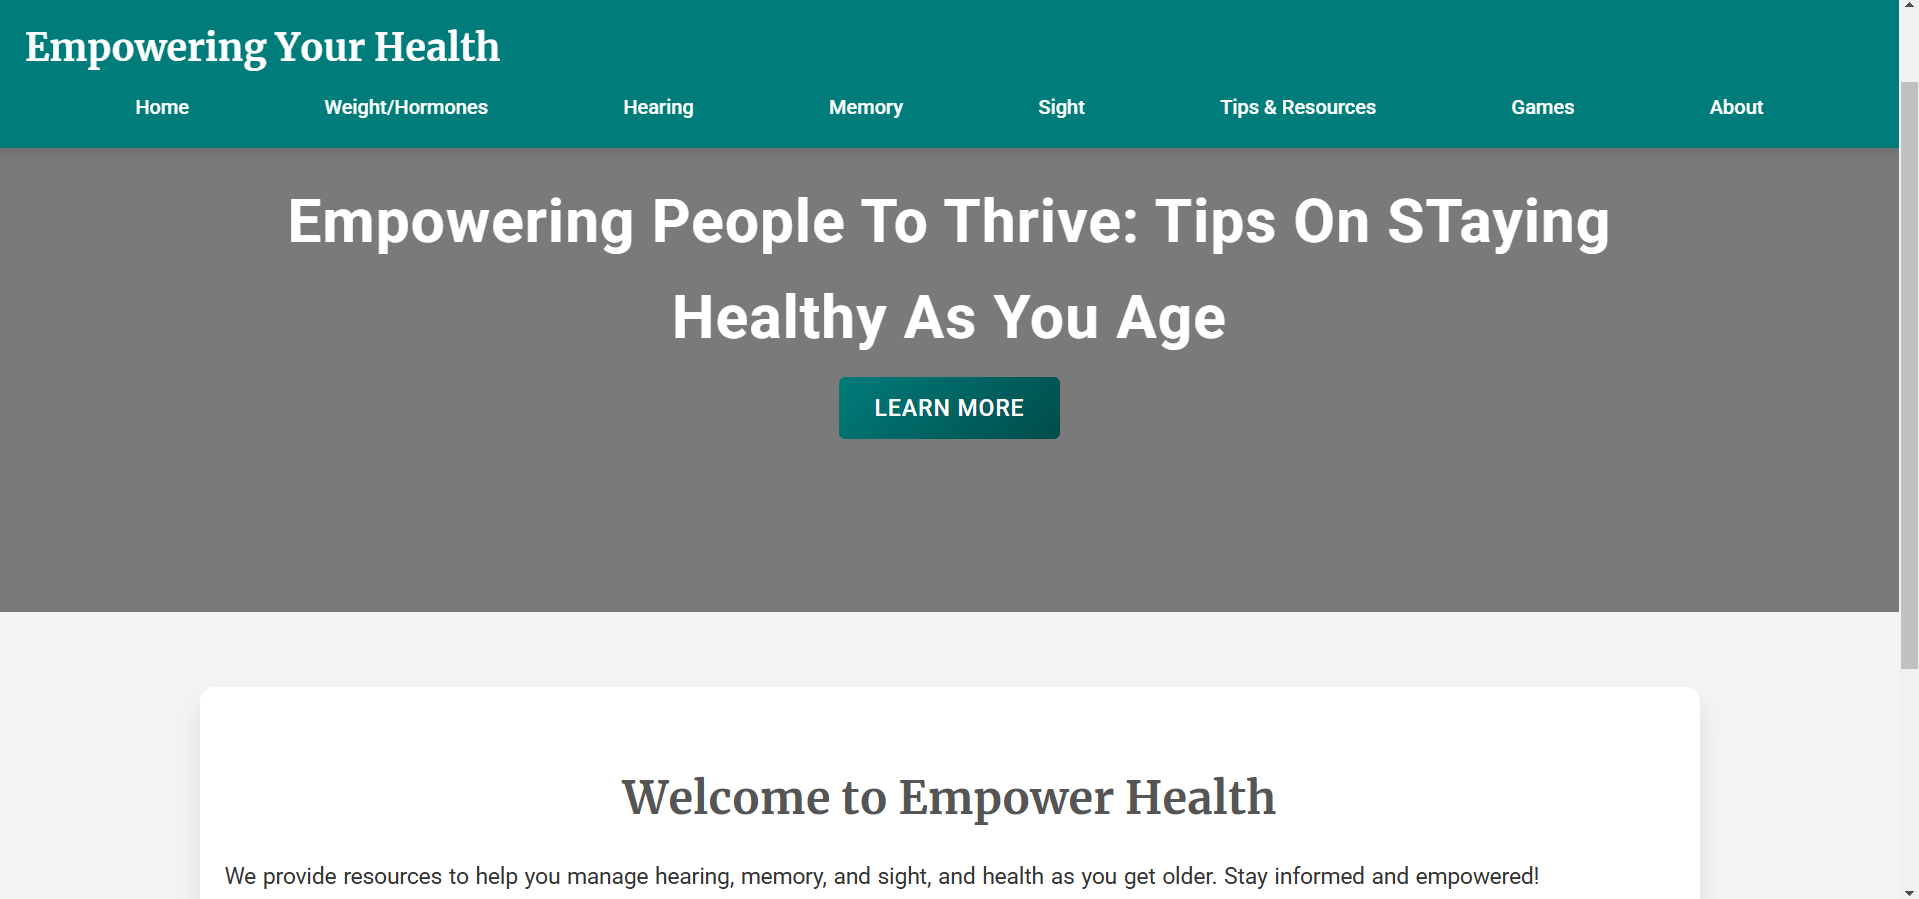 Empowering Your Health
Home Weight/Hormones Hearing Memory Sight Tips & Resources Games About
Empowering People To Thrive: Tips On STaying
Healthy As You Age
LEARN MORE
Welcome to Empower Health
We provide resources to help you manage hearing, memory, and sight, and health as you get older. Stay informed and empowered!